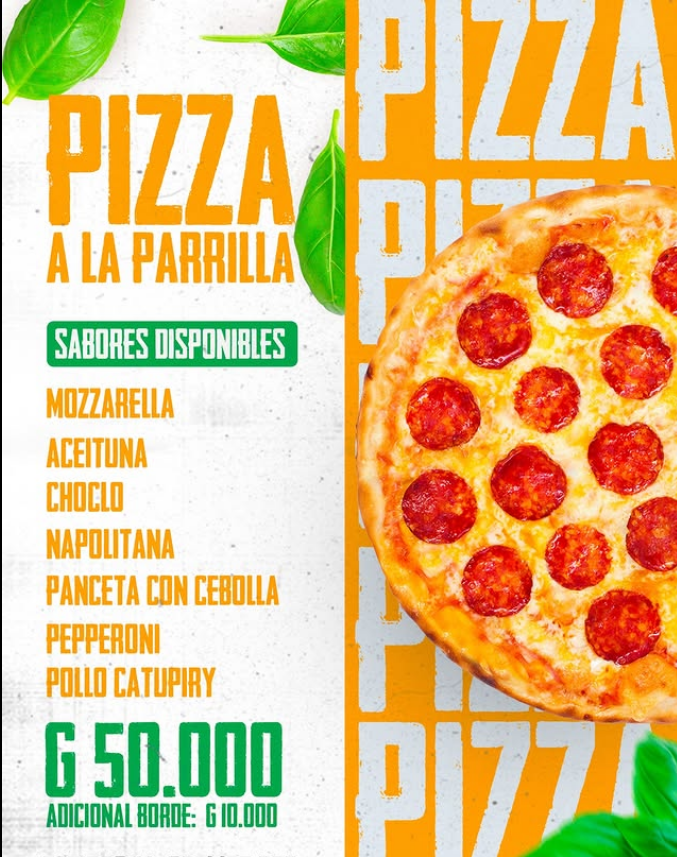 PIZZA
A LA PARRILLA
SABORES DISPONIBLES
MOZZARELLA
ACEITUNA
CHOCLO
NAPOLITANA
PANCETA CON CEBOLLA
PEPPERONI
POLLO CATUPIRY
G 50.000
ADICIONAL BORDE: G 10.000
PIZZA
PIZZA
PIZZA